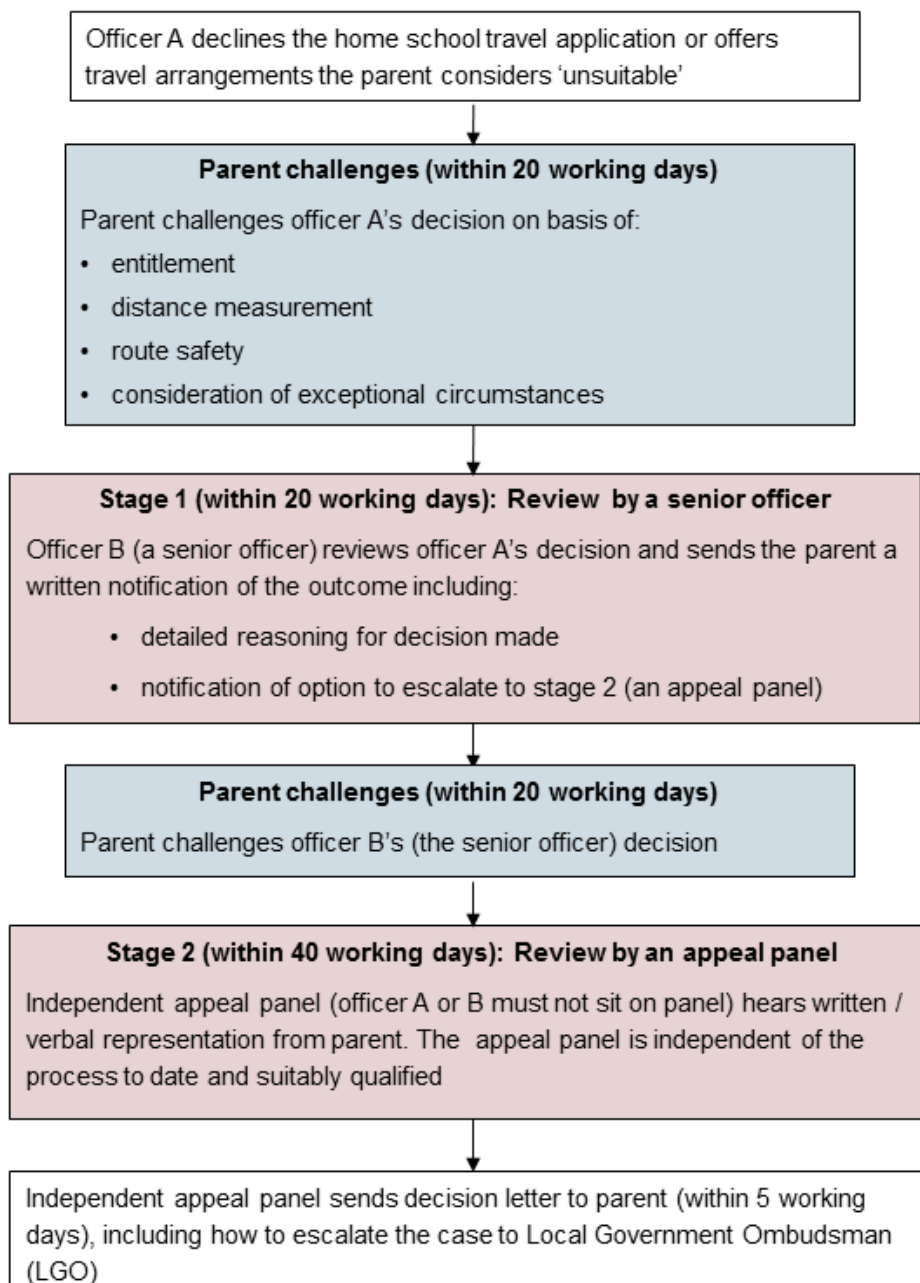 Officer A declines the home school travel application or offers
travel arrangements the parent considers ‘unsuitable’
Parent challenges (within 20 working days)
Parent challenges officer A’s decision on basis of:
• entitlement
• distance measurement
• route safety
• consideration of exceptional circumstances
Stage 1 (within 20 working days): Review by a senior officer
Officer B (a senior officer) reviews officer A’s decision and sends the parent a
written notification of the outcome including:
• detailed reasoning for decision made
• notification of option to escalate to stage 2 (an appeal panel)
Parent challenges (within 20 working days)
Parent challenges officer B’s (the senior officer) decision
Stage 2 (within 40 working days): Review by an appeal panel
Independent appeal panel (officer A or B must not sit on panel) hears written /
verbal representation from parent. The appeal panel is independent of the
process to date and suitably qualified
Independent appeal panel sends decision letter to parent (within 5 working
days), including how to escalate the case to Local Government Ombudsman
(LGO)